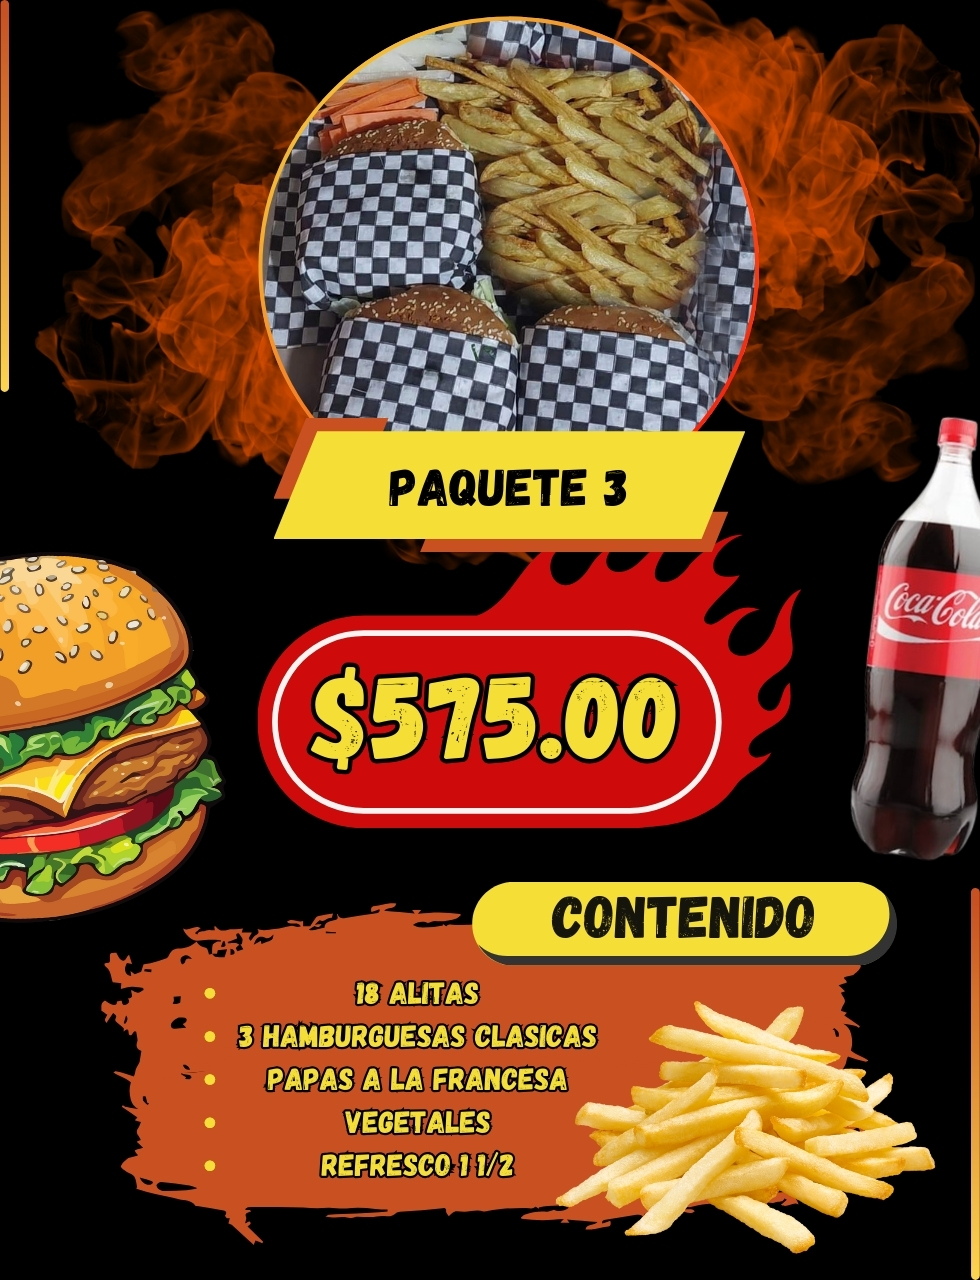 PAQUETE 3
Coca-Cola
$575.00
CONTENIDO
• 18 ALITAS
• 3 HAMBURGUESAS CLASICAS
• PAPAS A LA FRANCESA
• VEGETALES
• REFRESCO 1 1/2